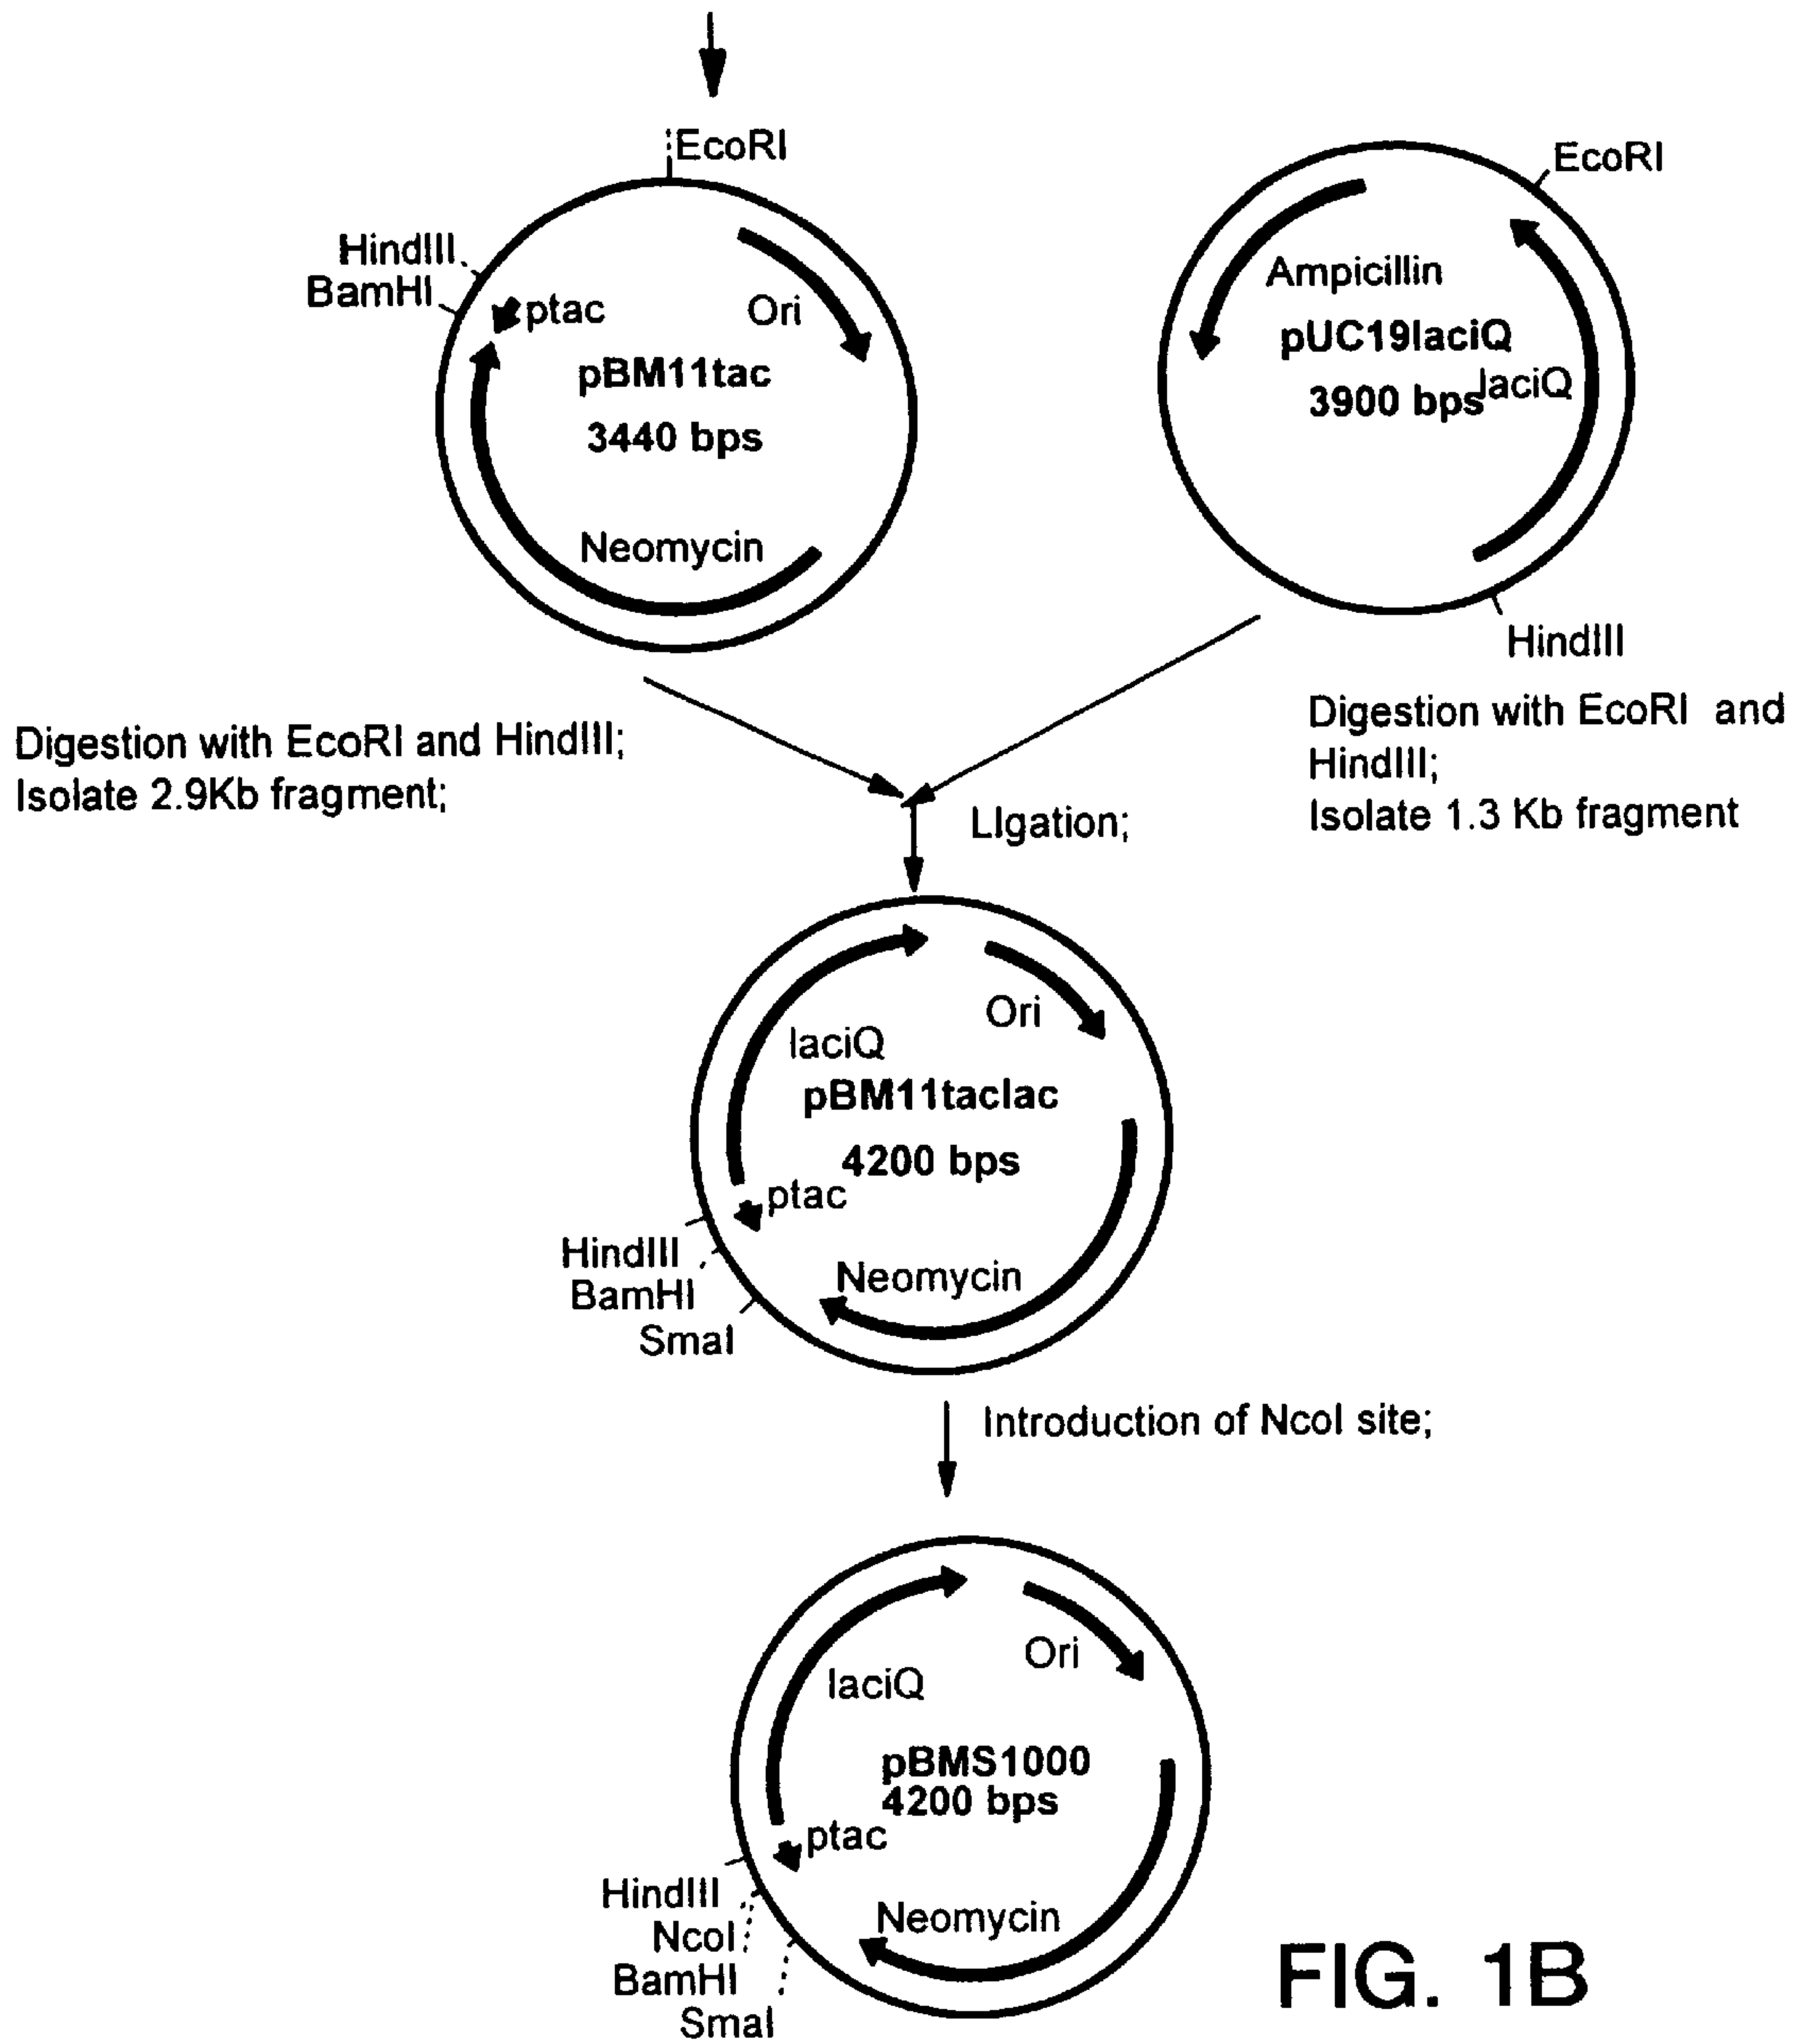 EcoRI
HindIII
BamHI
ptac
Ori
pBM11tac
3440 bps
Neomycin
EcoRI
Ampicillin
pUC19laciQ
laciQ
3900 bps
HindIII
Digestion with EcoRI and HindIII;
Isolate 2.9Kb fragment;
Digestion with EcoRI and
HindIII;
Isolate 1.3 Kb fragment
LIgation;
Ori
laciQ
pBM11taclac
4200 bps
ptac
HindIII
BamHI
SmaI
Neomycin
Introduction of NcoI site;
Ori
laciQ
pBMS1000
4200 bps
ptac
HindIII
NcoI
BamHI
SmaI
Neomycin
FIG. 1B